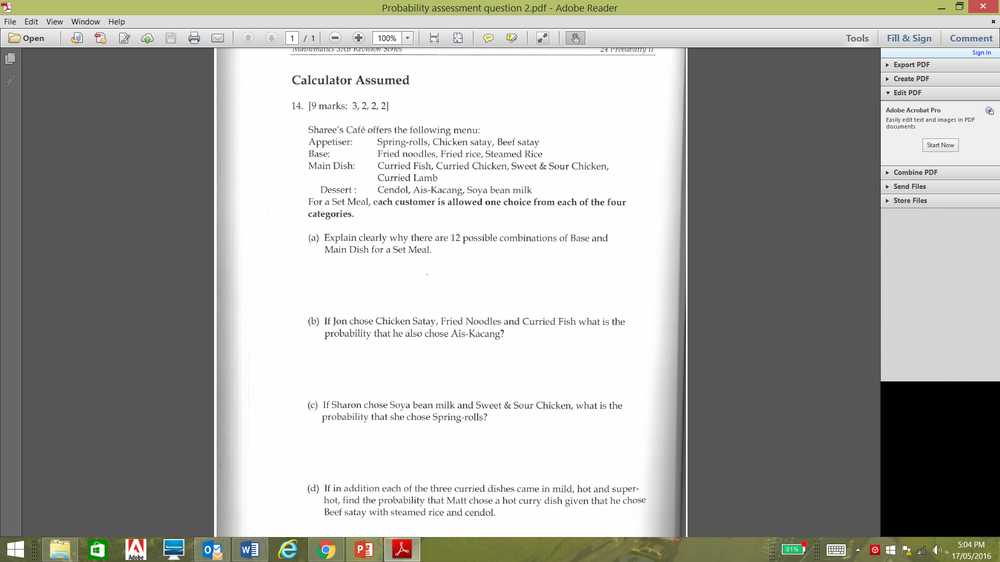 Probability assessment question 2.pdf - Adobe Reader
File Edit View Window Help
Open 1 / 1 100% Tools Fill & Sign Comment
Sign In
Export PDF
Create PDF
Edit PDF
Adobe Acrobat Pro
Easily edit text and images in PDF
documents
Start Now
Combine PDF
Send Files
Store Files
Mathematics 3AB Revision Series 24 Probability II
Calculator Assumed
14. [9 marks: 3, 2, 2, 2]
Sharee's Café offers the following menu:
Appetiser: Spring-rolls, Chicken satay, Beef satay
Base: Fried noodles, Fried rice, Steamed Rice
Main Dish: Curried Fish, Curried Chicken, Sweet & Sour Chicken,
Curried Lamb
Dessert : Cendol, Ais-Kacang, Soya bean milk
For a Set Meal, each customer is allowed one choice from each of the four
categories.
(a) Explain clearly why there are 12 possible combinations of Base and
Main Dish for a Set Meal.
(b) If Jon chose Chicken Satay, Fried Noodles and Curried Fish what is the
probability that he also chose Ais-Kacang?
(c) If Sharon chose Soya bean milk and Sweet & Sour Chicken, what is the
probability that she chose Spring-rolls?
(d) If in addition each of the three curried dishes came in mild, hot and super-
hot, find the probability that Matt chose a hot curry dish given that he chose
Beef satay with steamed rice and cendol.
Adobe
lenovo
91%
5:04 PM
17/05/2016